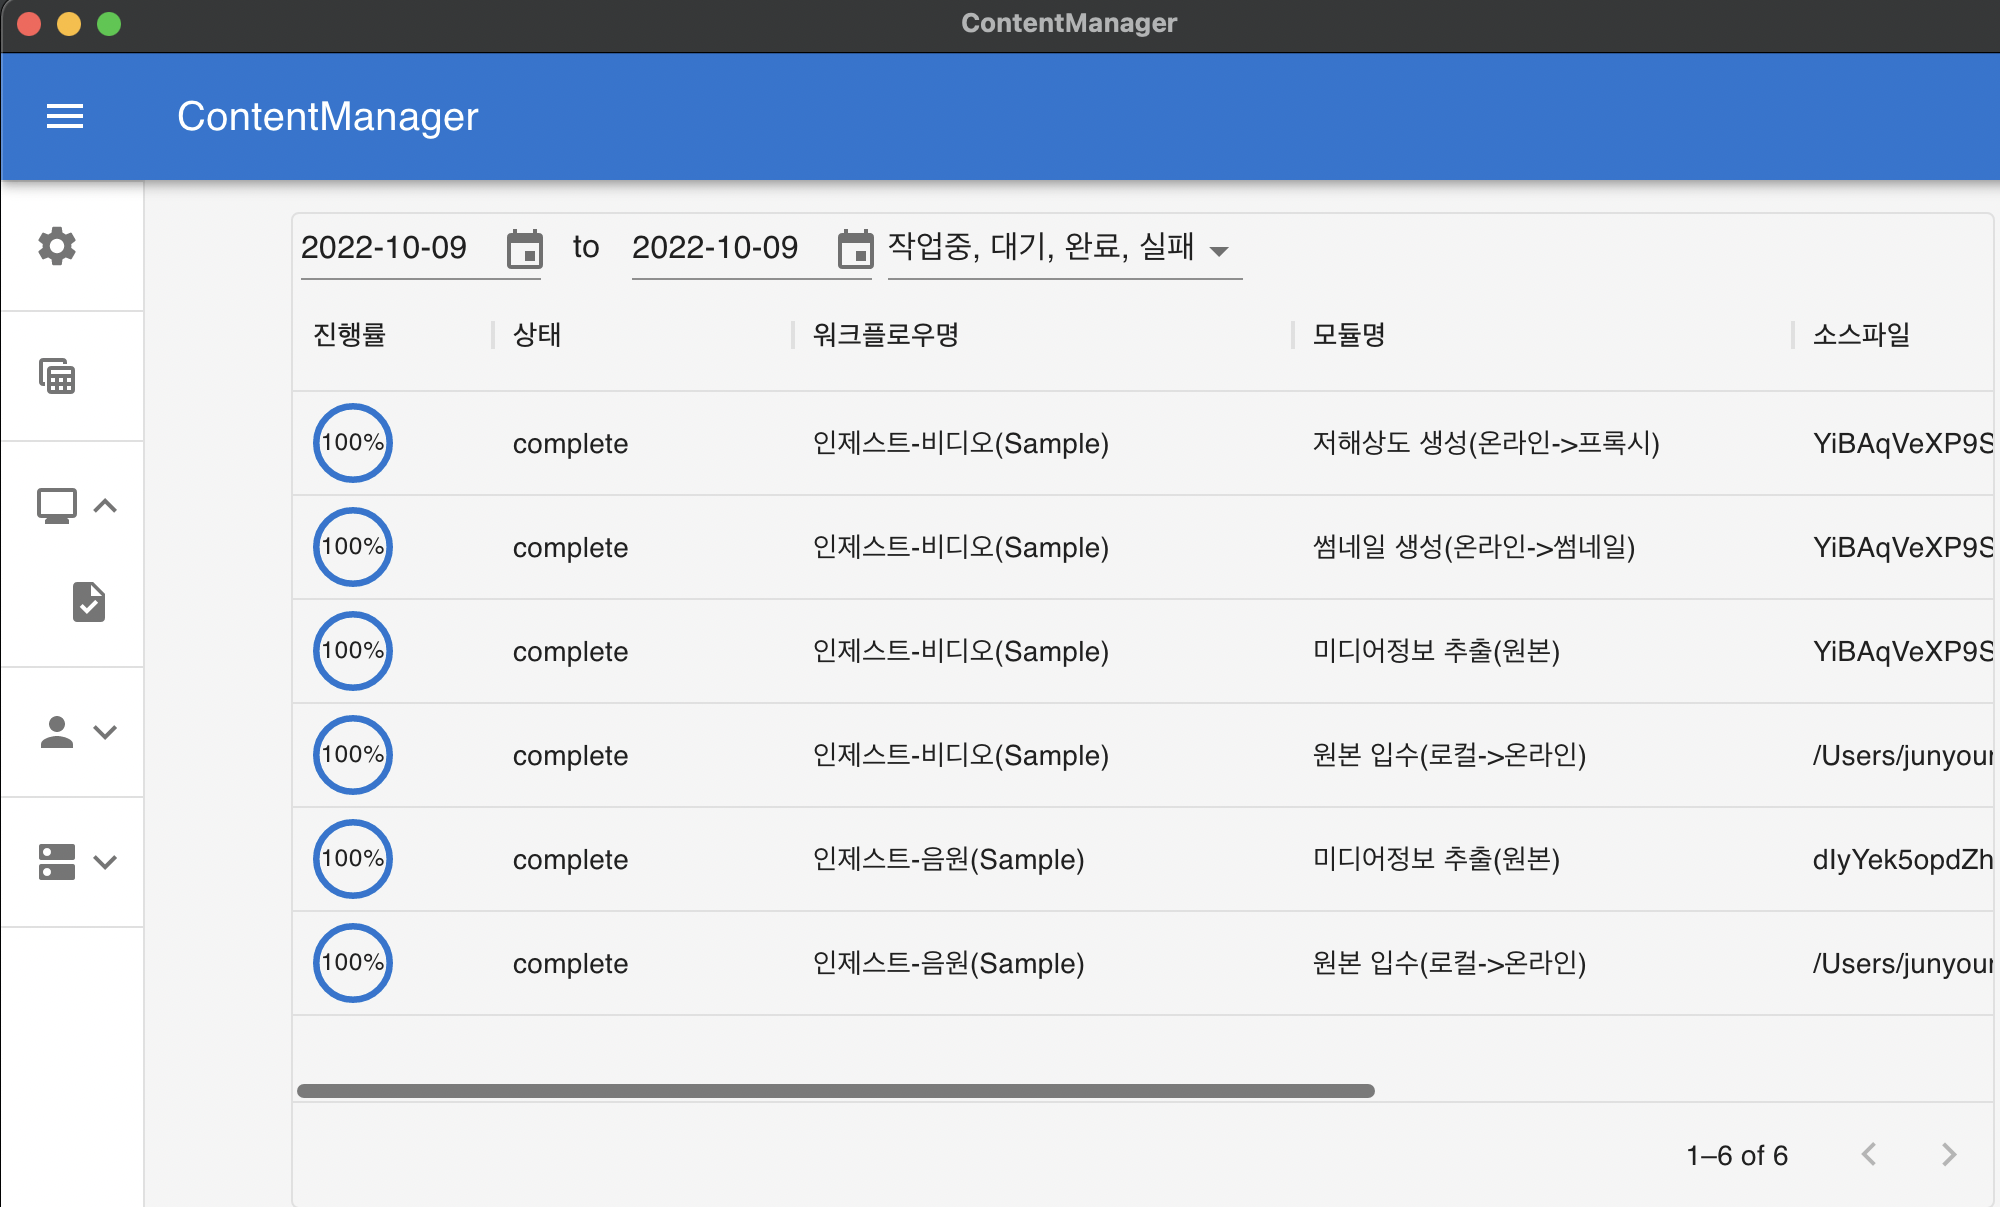 ContentManager
ContentManager
2022-10-09 to 2022-10-09 작업중, 대기, 완료, 실패
진행률 상태 워크플로우명 모듈명 소스파일
100% complete 인제스트-비디오(Sample) 저해상도 생성(온라인->프록시) YiBAqVeXP9S
100% complete 인제스트-비디오(Sample) 썸네일 생성(온라인->썸네일) YiBAqVeXP9S
100% complete 인제스트-비디오(Sample) 미디어정보 추출(원본) YiBAqVeXP9S
100% complete 인제스트-비디오(Sample) 원본 입수(로컬->온라인) /Users/junyour
100% complete 인제스트-음원(Sample) 미디어정보 추출(원본) dIyYek5opdZh
100% complete 인제스트-음원(Sample) 원본 입수(로컬->온라인) /Users/junyour
1–6 of 6